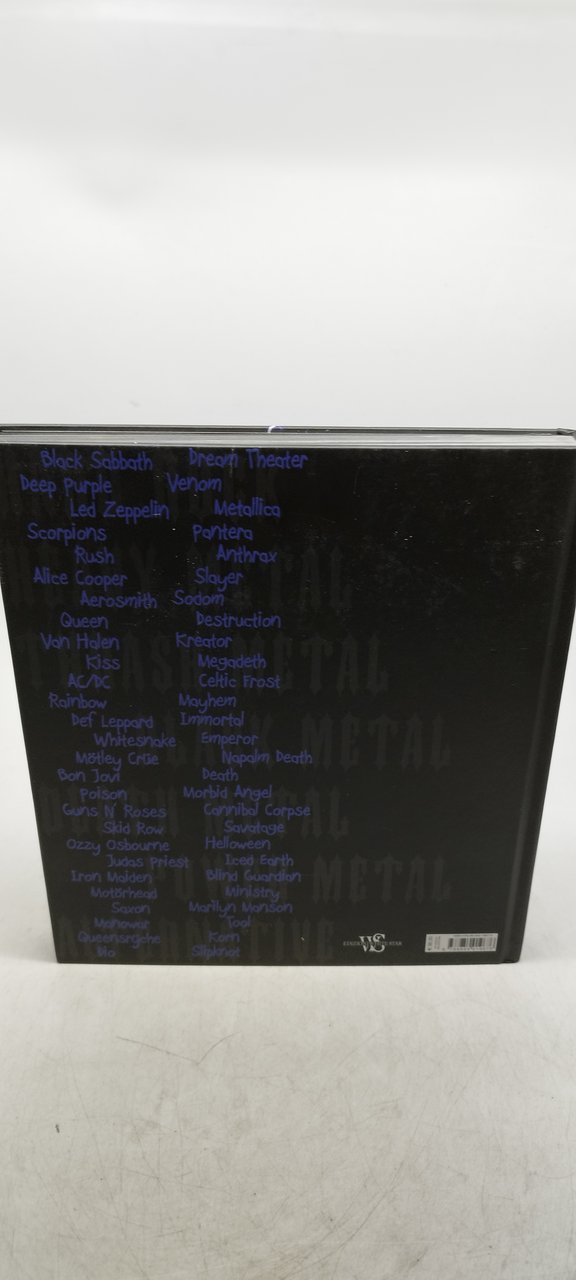 Black Sabbath Dream Theater
Deep Purple Venom
Led Zeppelin Metallica
Scorpions Pantera
Rush Anthrax
Alice Cooper Slayer
Aerosmith Sodom
Queen Destruction
Van Halen Kreator
Kiss Megadeth
AC/DC Celtic Frost
Rainbow Mayhem
Def Leppard Immortal
Whitesnake Emperor
Mötley Crüe Napalm Death
Bon Jovi Death
Poison Morbid Angel
Guns N' Roses Cannibal Corpse
Skid Row Savatage
Ozzy Osbourne Helloween
Judas Priest Iced Earth
Iron Maiden Blind Guardian
Motörhead Ministry
Saxon Marilyn Manson
Manowar Tool
Queensrÿche Korn
Dio Slipknot
METAL
METAL
METAL
METAL
METAL
WS